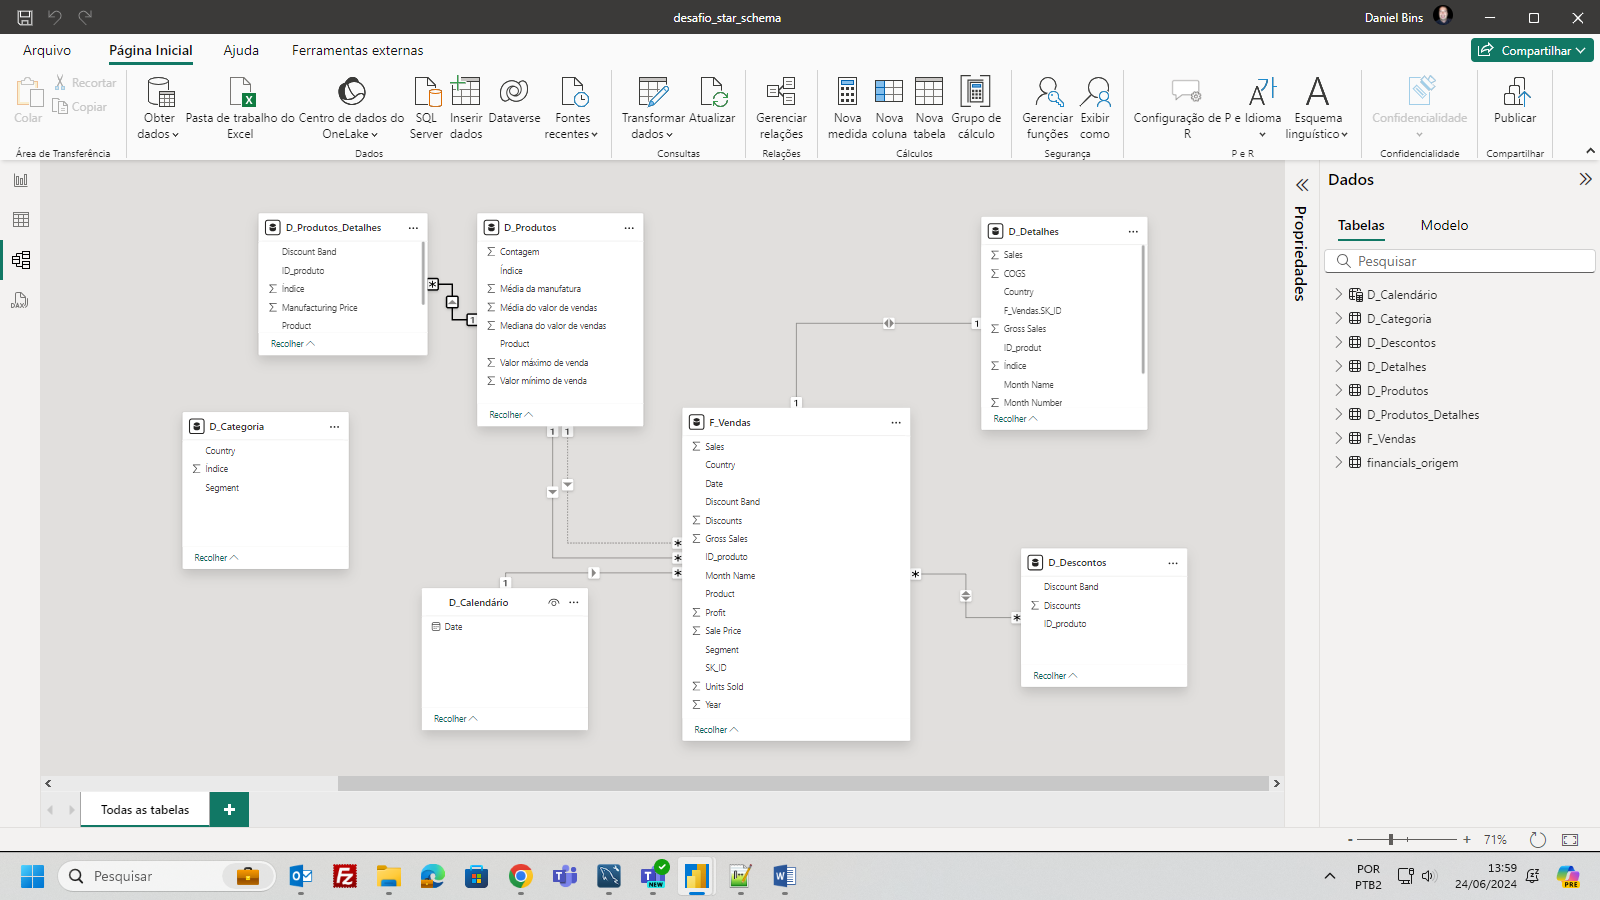 desafio_star_schema
Daniel Bins
Arquivo
Página Inicial
Ajuda
Ferramentas externas
Compartilhar
Colar
Recortar
Copiar
Área de Transferência
Obter dados
Pasta de trabalho do Excel
Centro de dados do OneLake
SQL Server
Inserir dados
Dataverse
Fontes recentes
Dados
Transformar dados
Atualizar
Consultas
Gerenciar relações
Relações
Nova medida
Nova coluna
Nova tabela
Grupo de cálculo
Cálculos
Gerenciar funções
Exibir como
Segurança
Configuração de P e R
Idioma
Esquema linguístico
P e R
Confidencialidade
Confidencialidade
Publicar
Compartilhar
DAX
D_Produtos_Detalhes
Discount Band
ID_produto
Índice
Manufacturing Price
Product
Recolher
D_Produtos
Contagem
Índice
Média da manufatura
Média do valor de vendas
Mediana do valor de vendas
Product
Valor máximo de venda
Valor mínimo de venda
Recolher
D_Detalhes
Sales
COGS
Country
F_Vendas.SK_ID
Gross Sales
ID_produt
Índice
Month Name
Month Number
Recolher
D_Categoria
Country
Índice
Segment
Recolher
D_Calendário
Date
Recolher
F_Vendas
Sales
Country
Date
Discount Band
Discounts
Gross Sales
ID_produto
Month Name
Product
Profit
Sale Price
Segment
SK_ID
Units Sold
Year
Recolher
D_Descontos
Discount Band
Discounts
ID_produto
Recolher
* 1
1 1
1 1
* * *
1
* *
Propriedades
Dados
Tabelas
Modelo
Pesquisar
D_Calendário
D_Categoria
D_Descontos
D_Detalhes
D_Produtos
D_Produtos_Detalhes
F_Vendas
financials_origem
Todas as tabelas
+
- + 71%
Pesquisar
NEW
POR
PTB2
13:59
24/06/2024
PRE